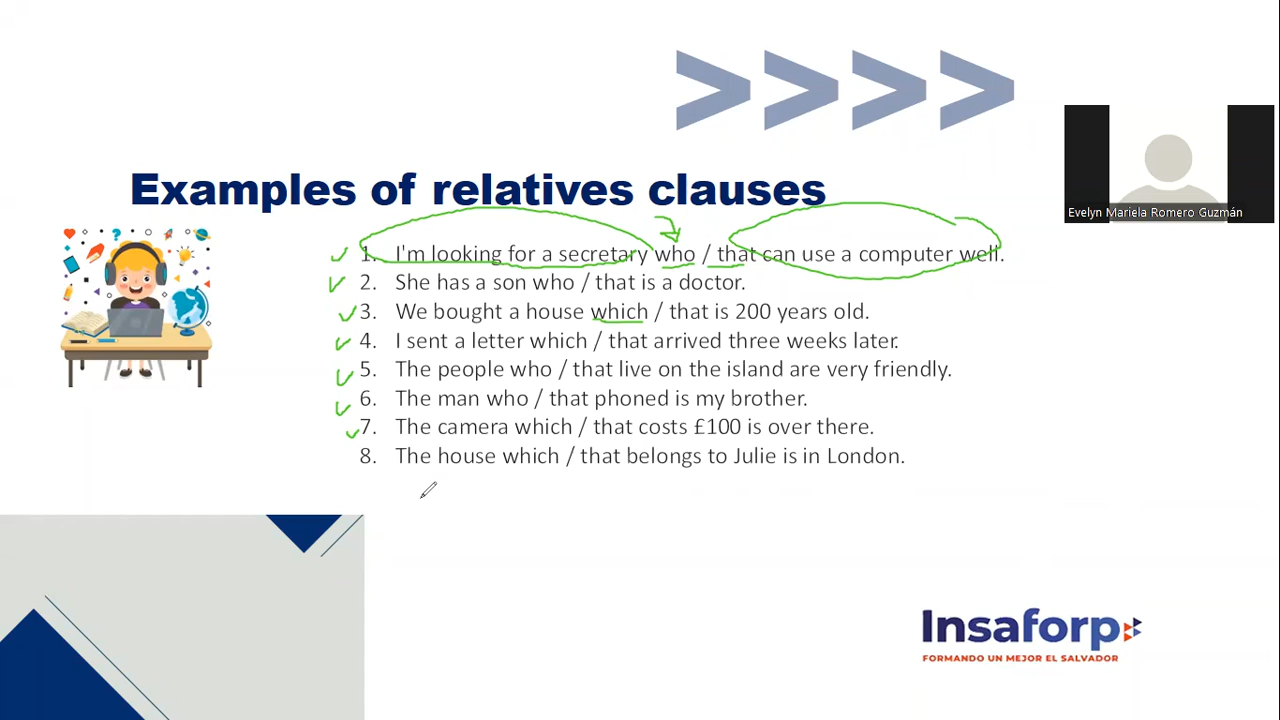 Examples of relatives clauses
Evelyn Mariela Romero Guzmán
1. I'm looking for a secretary who / that can use a computer well.
2. She has a son who / that is a doctor.
3. We bought a house which / that is 200 years old.
4. I sent a letter which / that arrived three weeks later.
5. The people who / that live on the island are very friendly.
6. The man who / that phoned is my brother.
7. The camera which / that costs £100 is over there.
8. The house which / that belongs to Julie is in London.
Insaforp
FORMANDO UN MEJOR EL SALVADOR